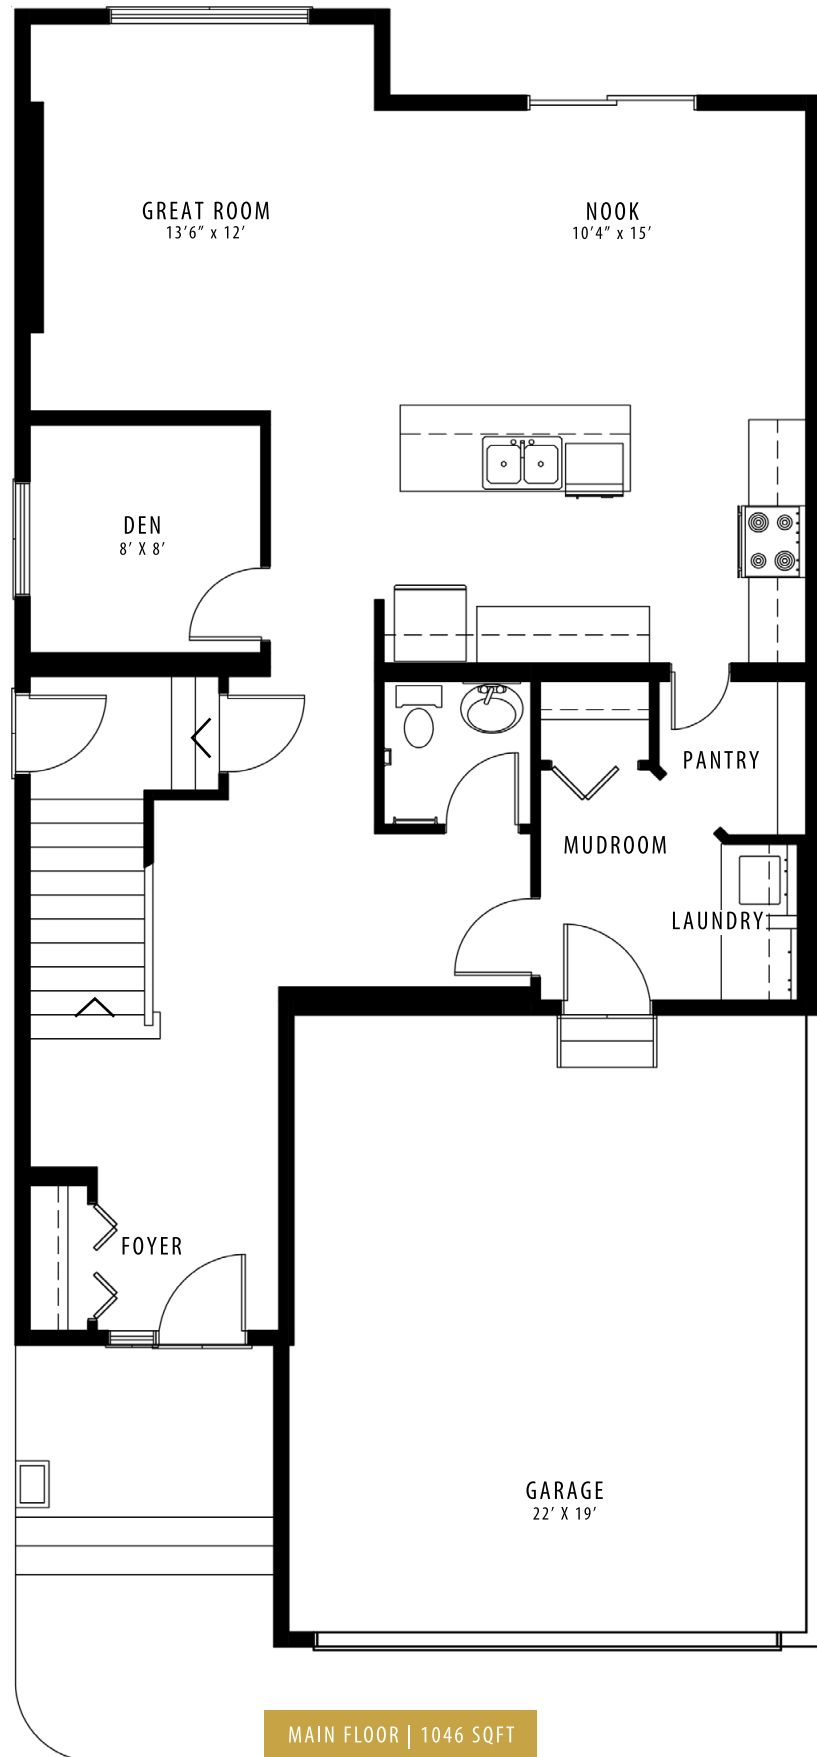 GREAT ROOM
13'6" x 12'
NOOK
10'4" x 15'
DEN
8' X 8'
PANTRY
MUDROOM
LAUNDRY
FOYER
GARAGE
22' X 19'
MAIN FLOOR | 1046 SQFT